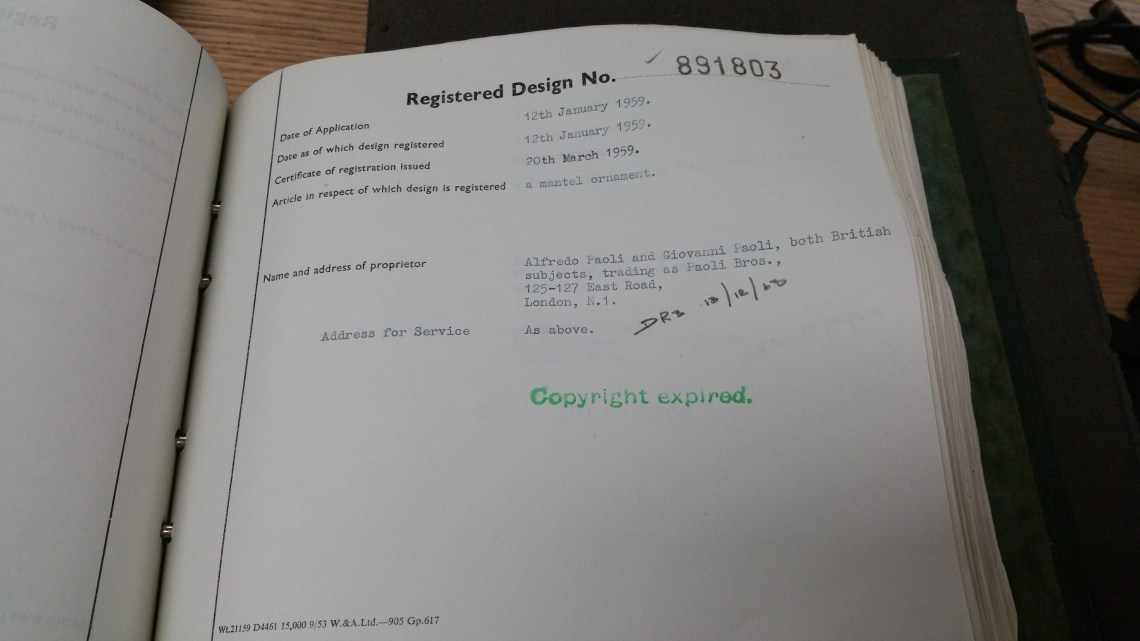 Registered Design No. 891803
Date of Application 12th January 1959.
Date as of which design registered 12th January 1959.
Certificate of registration issued 20th March 1959.
Article in respect of which design is registered a mantel ornament.
Name and address of proprietor Alfredo Paoli and Giovanni Paoli, both British
subjects, trading as Paoli Bros.,
125-127 East Road,
London, N.1.
Address for Service As above.
Copyright expired.
Wt.21159 D4461 15,000 9/53 W.&A.Ltd.—905 Gp.617